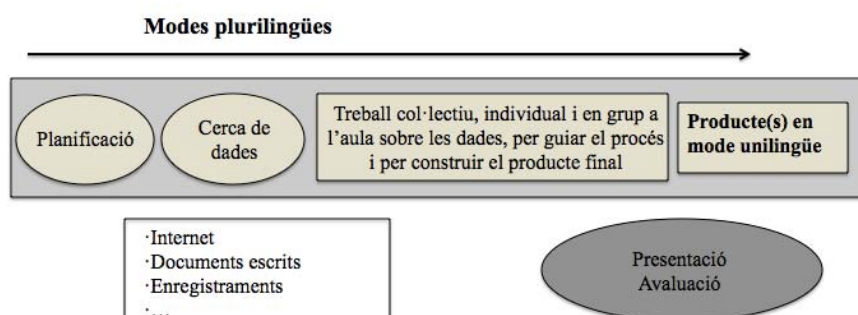 Modes plurilingües
Planificació
Cerca de
dades
Treball col·lectiu, individual i en grup a
l'aula sobre les dades, per guiar el procés
i per construir el producte final
Producte(s) en
mode unilingüe
·Internet
·Documents escrits
·Enregistraments
·...
Presentació
Avaluació